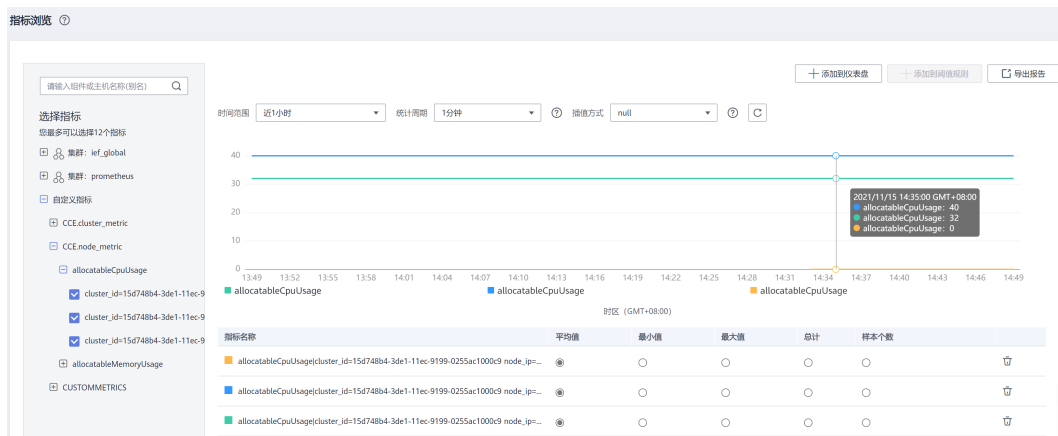 指标浏览
添加到仪表盘
添加到阈值规则
导出报告
请输入组件或主机名称(别名)
选择指标
您最多可以选择12个指标
集群：ief_global
集群：prometheus
自定义指标
CCE.cluster_metric
CCE.node_metric
allocatableCpuUsage
cluster_id=15d748b4-3de1-11ec-9
cluster_id=15d748b4-3de1-11ec-9
cluster_id=15d748b4-3de1-11ec-9
allocatableMemoryUsage
CUSTOMMETRICS
时间范围 近1小时 统计周期 1分钟 插值方式 null
40
30
20
10
0
2021/11/15 14:35:00 GMT+08:00
allocatableCpuUsage: 40
allocatableCpuUsage: 32
allocatableCpuUsage: 0
13:49 13:52 13:55 13:58 14:01 14:04 14:07 14:10 14:13 14:16 14:19 14:22 14:25 14:28 14:31 14:34 14:37 14:40 14:43 14:46 14:49
allocatableCpuUsage allocatableCpuUsage allocatableCpuUsage
时区（GMT+08:00）
指标名称 平均值 最小值 最大值 总计 样本个数
allocatableCpuUsage|cluster_id=15d748b4-3de1-11ec-9199-0255ac1000c9 node_ip=...
allocatableCpuUsage|cluster_id=15d748b4-3de1-11ec-9199-0255ac1000c9 node_ip=...
allocatableCpuUsage|cluster_id=15d748b4-3de1-11ec-9199-0255ac1000c9 node_ip=...